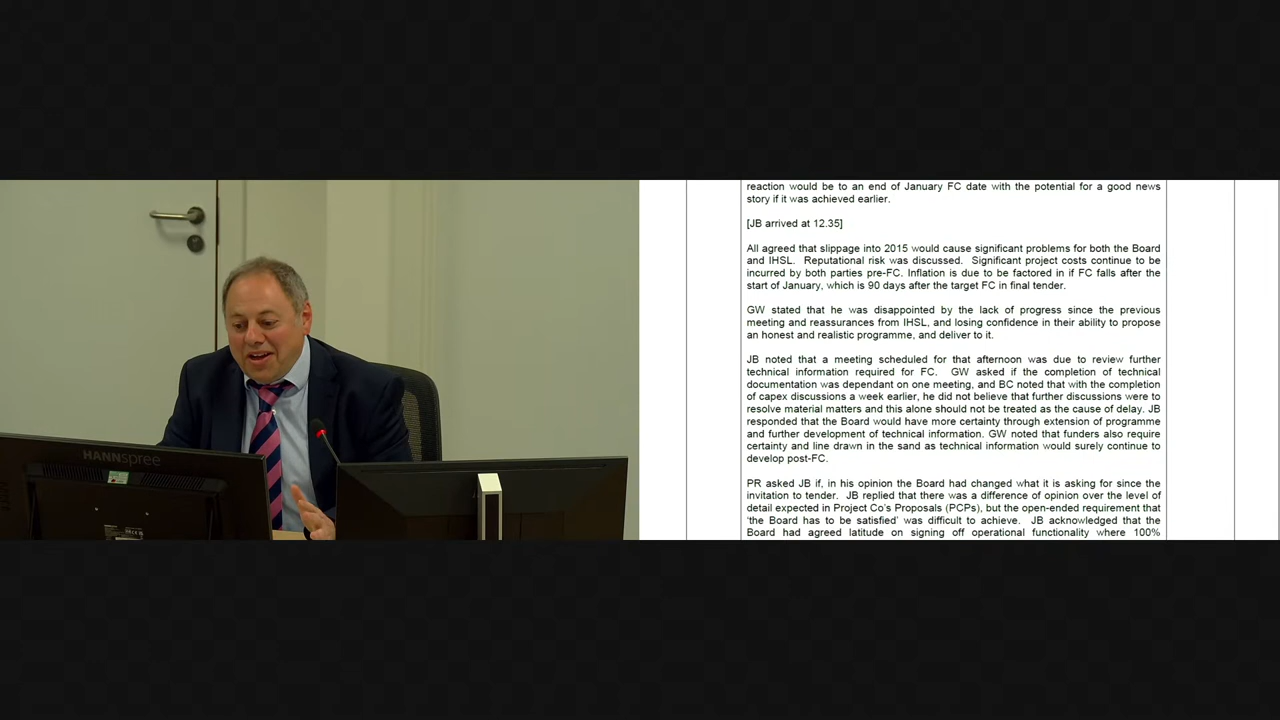 HANNspree
reaction would be to an end of January FC date with the potential for a good news
story if it was achieved earlier.
[JB arrived at 12.35]
All agreed that slippage into 2015 would cause significant problems for both the Board
and IHSL. Reputational risk was discussed. Significant project costs continue to be
incurred by both parties pre-FC. Inflation is due to be factored in if FC falls after the
start of January, which is 90 days after the target FC in final tender.
GW stated that he was disappointed by the lack of progress since the previous
meeting and reassurances from IHSL, and losing confidence in their ability to propose
an honest and realistic programme, and deliver to it.
JB noted that a meeting scheduled for that afternoon was due to review further
technical information required for FC. GW asked if the completion of technical
documentation was dependant on one meeting, and BC noted that with the completion
of capex discussions a week earlier, he did not believe that further discussions were to
resolve material matters and this alone should not be treated as the cause of delay. JB
responded that the Board would have more certainty through extension of programme
and further development of technical information. GW noted that funders also require
certainty and line drawn in the sand as technical information would surely continue to
develop post-FC.
PR asked JB if, in his opinion the Board had changed what it is asking for since the
invitation to tender. JB replied that there was a difference of opinion over the level of
detail expected in Project Co's Proposals (PCPs), but the open-ended requirement that
'the Board has to be satisfied' was difficult to achieve. JB acknowledged that the
Board had agreed latitude on signing off operational functionality where 100%